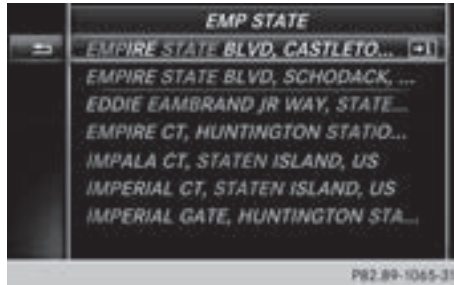 EMP STATE
EMPIRE STATE BLVD, CASTLETO...
EMPIRE STATE BLVD, SCHODACK, ...
EDDIE EAMBRAND JR WAY, STATE...
EMPIRE CT, HUNTINGTON STATIO...
IMPALA CT, STATEN ISLAND, US
IMPERIAL CT, STATEN ISLAND, US
IMPERIAL GATE, HUNTINGTON STA...
P82.89-1065-31